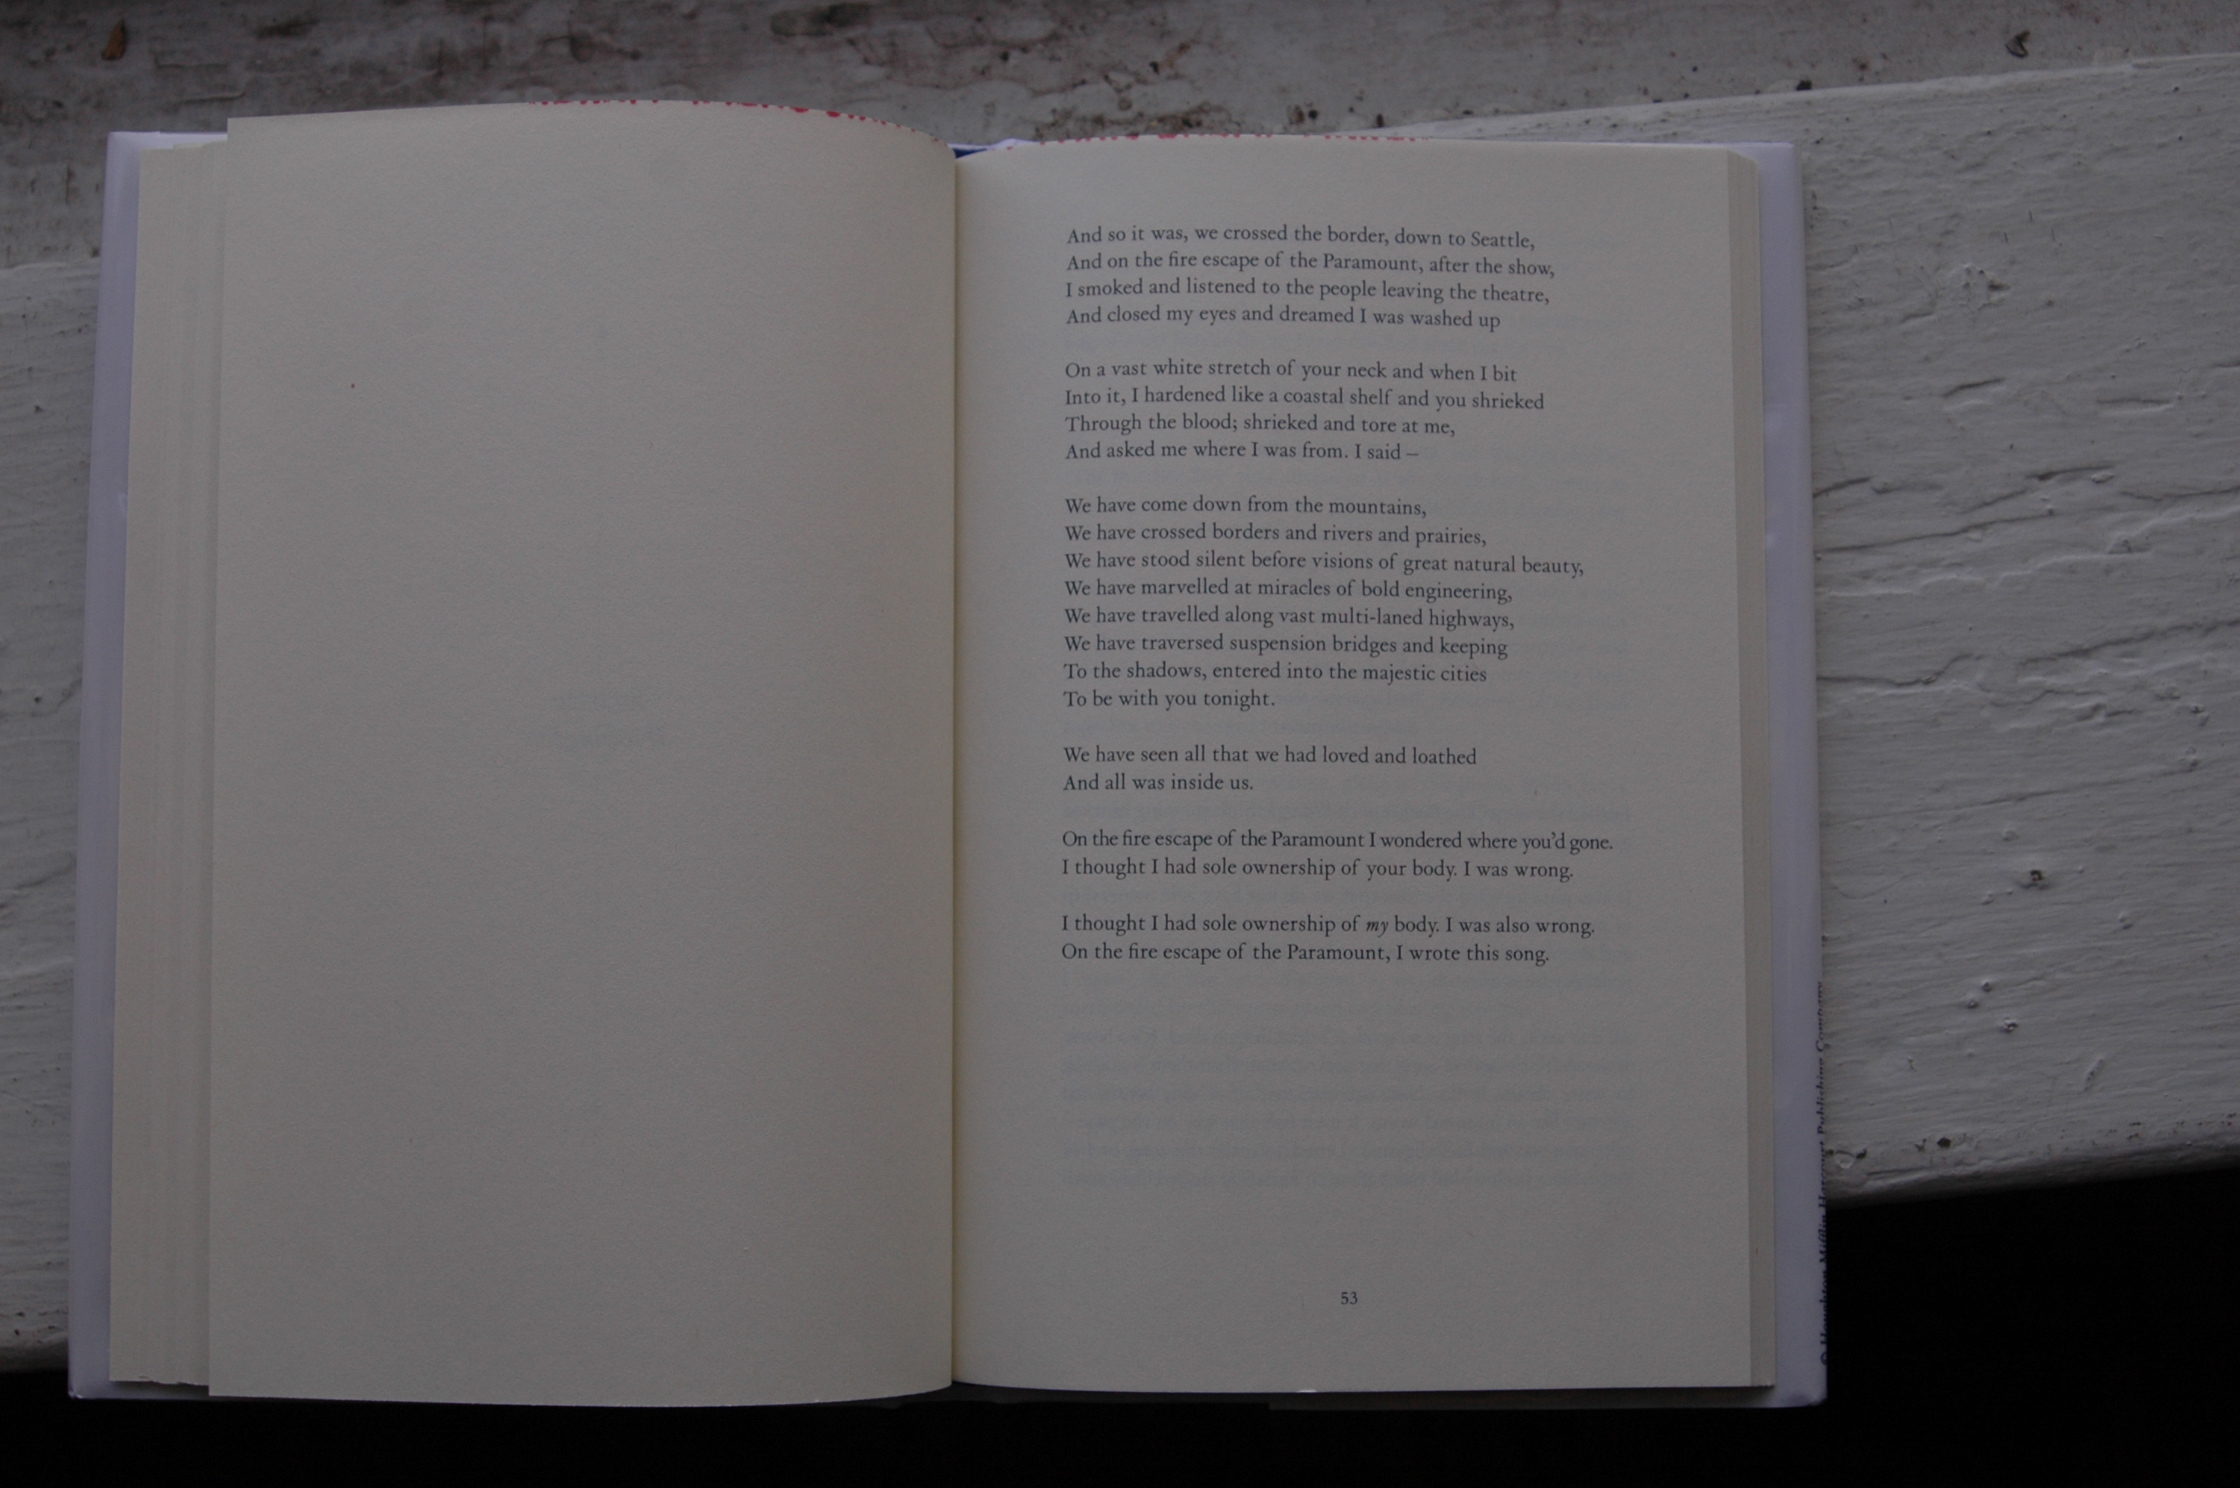 And so it was, we crossed the border, down to Seattle,
And on the fire escape of the Paramount, after the show,
I smoked and listened to the people leaving the theatre,
And closed my eyes and dreamed I was washed up
On a vast white stretch of your neck and when I bit
Into it, I hardened like a coastal shelf and you shrieked
Through the blood; shrieked and tore at me,
And asked me where I was from. I said –
We have come down from the mountains,
We have crossed borders and rivers and prairies,
We have stood silent before visions of great natural beauty,
We have marvelled at miracles of bold engineering,
We have travelled along vast multi-laned highways,
We have traversed suspension bridges and keeping
To the shadows, entered into the majestic cities
To be with you tonight.
We have seen all that we had loved and loathed
And all was inside us.
On the fire escape of the Paramount I wondered where you'd gone.
I thought I had sole ownership of your body. I was wrong.
I thought I had sole ownership of my body. I was also wrong.
On the fire escape of the Paramount, I wrote this song.
53
© Houghton Mifflin Harcourt Publishing Company